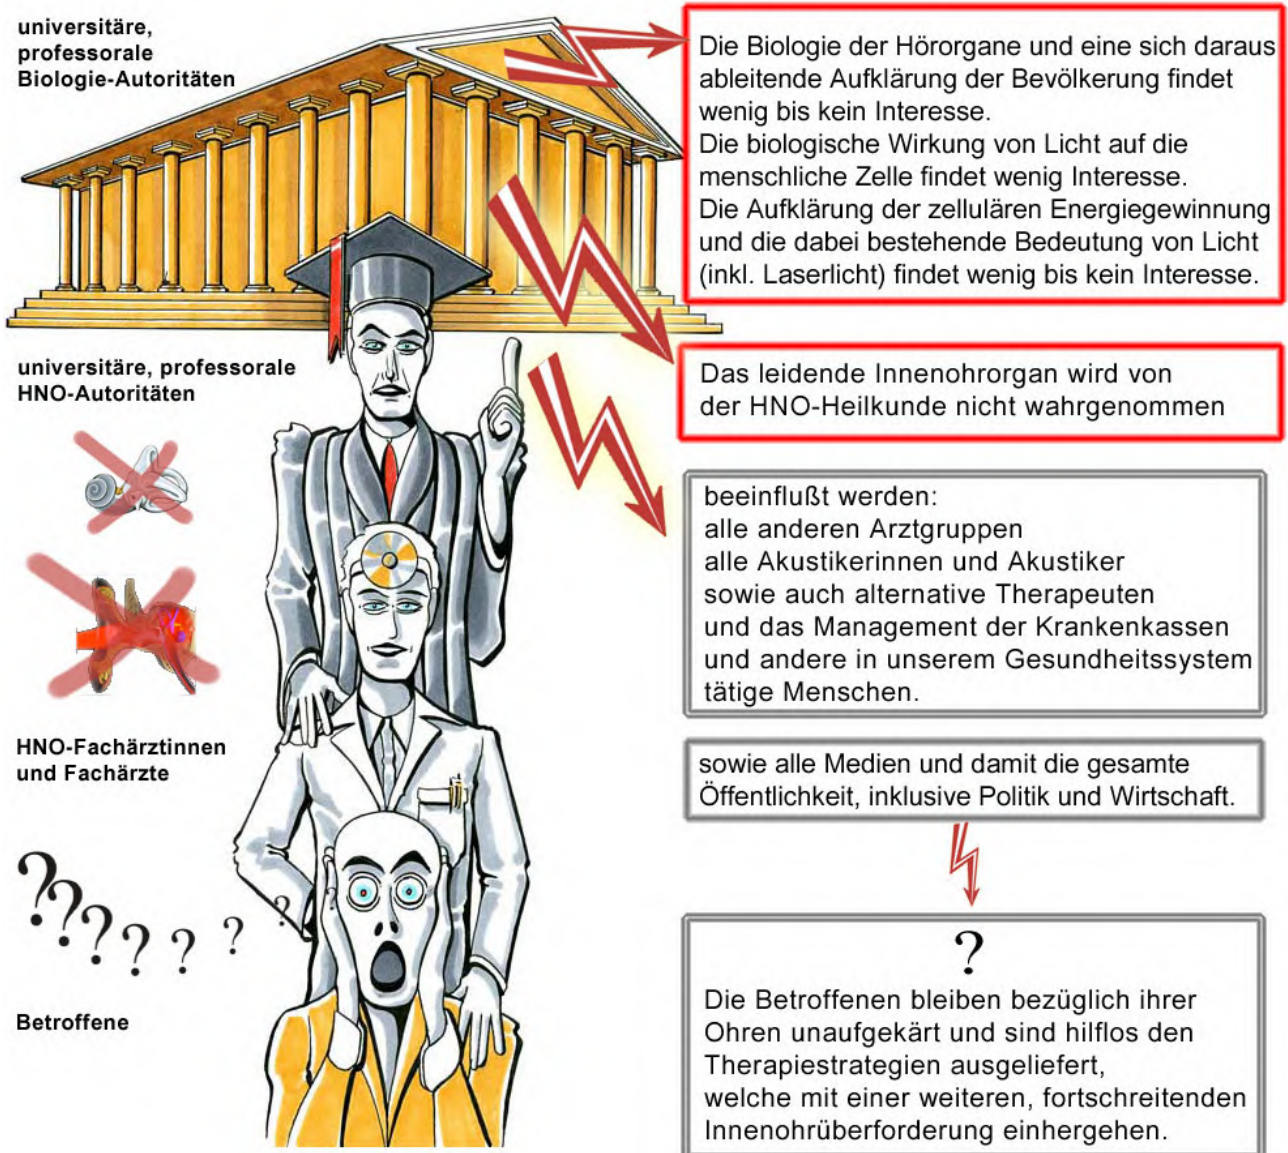 universitäre,
professorale
Biologie-Autoritäten
Die Biologie der Hörorgane und eine sich daraus
ableitende Aufklärung der Bevölkerung findet
wenig bis kein Interesse.
Die biologische Wirkung von Licht auf die
menschliche Zelle findet wenig Interesse.
Die Aufklärung der zellulären Energiegewinnung
und die dabei bestehende Bedeutung von Licht
(inkl. Laserlicht) findet wenig bis kein Interesse.
universitäre, professorale
HNO-Autoritäten
Das leidende Innenohrorgan wird von
der HNO-Heilkunde nicht wahrgenommen
beeinflußt werden:
alle anderen Arztgruppen
alle Akustikerinnen und Akustiker
sowie auch alternative Therapeuten
und das Management der Krankenkassen
und andere in unserem Gesundheitssystem
tätige Menschen.
HNO-Fachärztinnen
und Fachärzte
sowie alle Medien und damit die gesamte
Öffentlichkeit, inklusive Politik und Wirtschaft.
? ? ? ? ? ? ?
Betroffene
?
Die Betroffenen bleiben bezüglich ihrer
Ohren unaufgekärt und sind hilflos den
Therapiestrategien ausgeliefert,
welche mit einer weiteren, fortschreitenden
Innenohrüberforderung einhergehen.